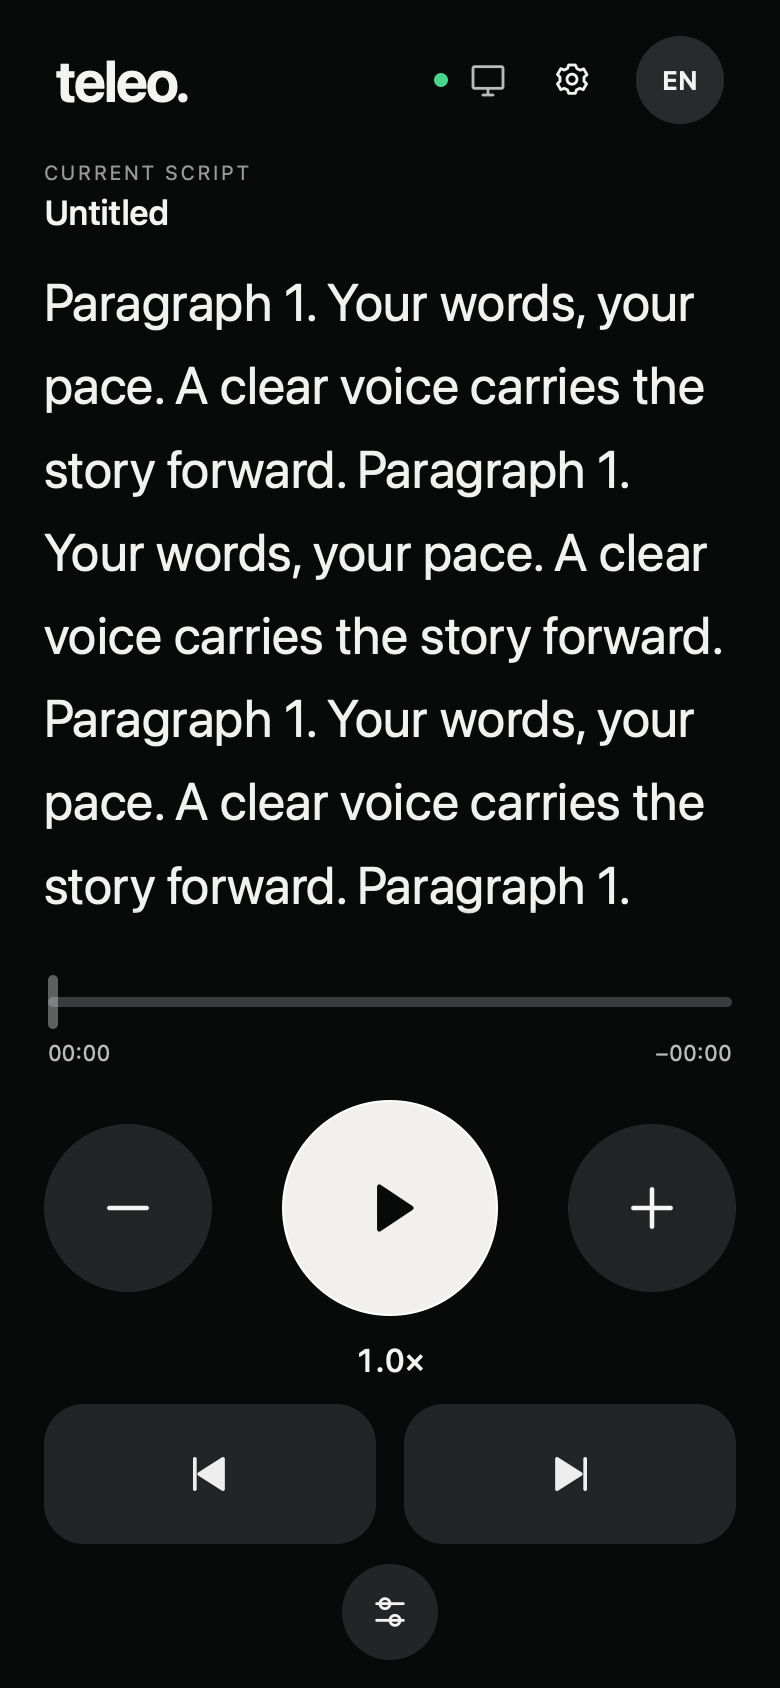 teleo.
EN
CURRENT SCRIPT
Untitled
Paragraph 1. Your words, your
pace. A clear voice carries the
story forward. Paragraph 1.
Your words, your pace. A clear
voice carries the story forward.
Paragraph 1. Your words, your
pace. A clear voice carries the
story forward. Paragraph 1.
00:00
–00:00
1.0×